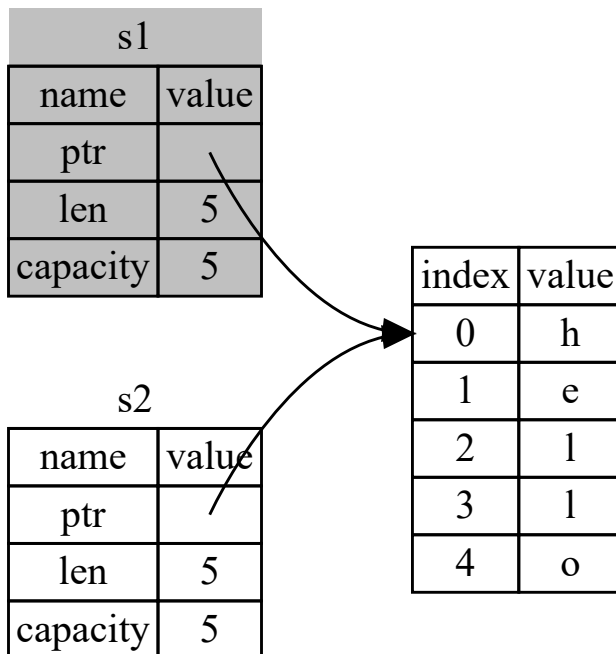 s1
name value
ptr
len 5
capacity 5
s2
name value
ptr
len 5
capacity 5
index value
0 h
1 e
2 l
3 l
4 o